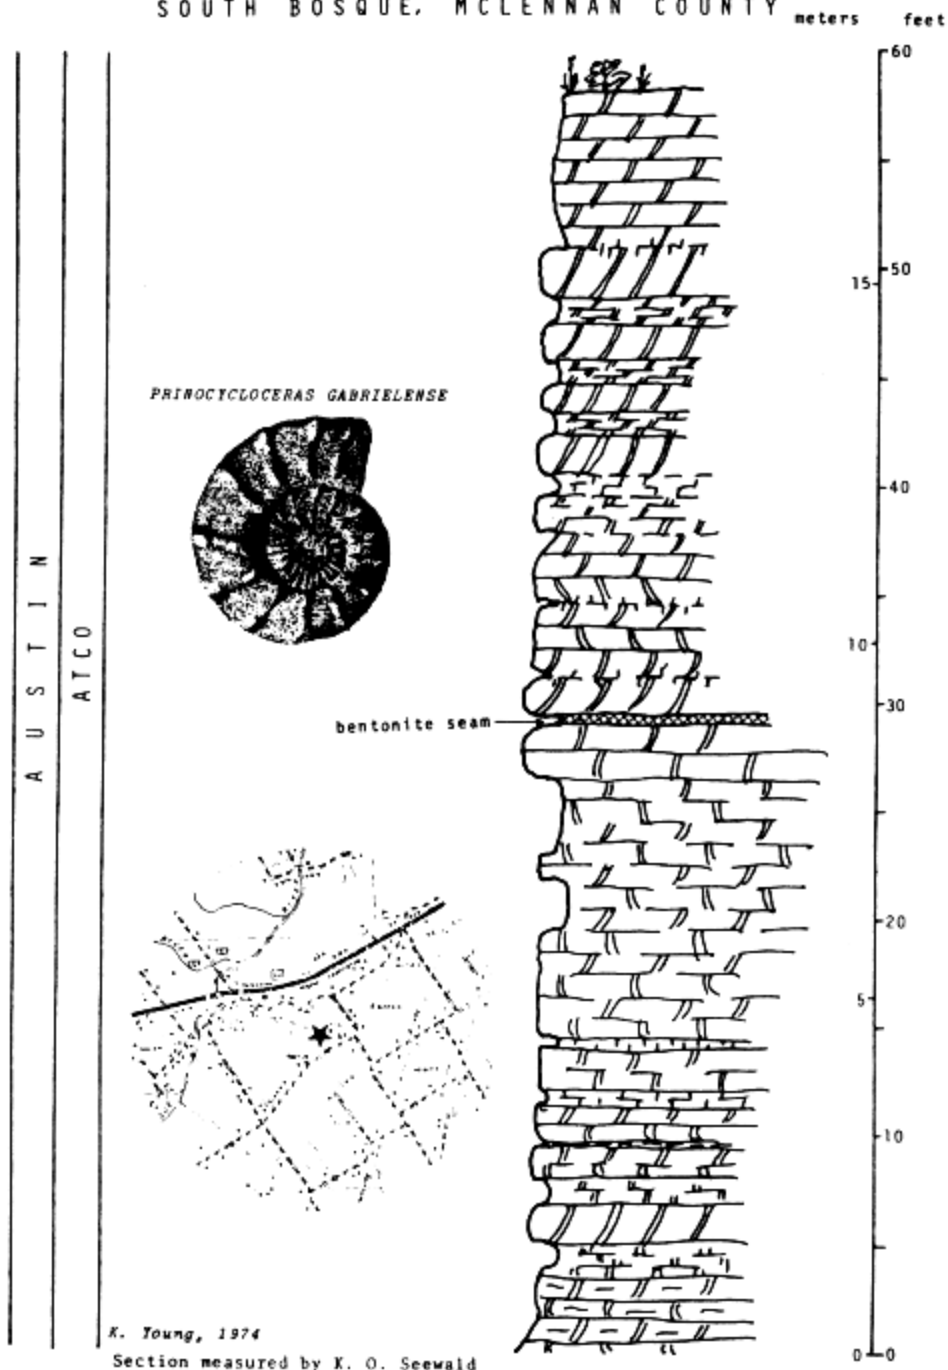 SOUTH BOSQUE, MCLENNAN COUNTY
meters feet
60
50
15
PRINOCYCLOCERAS GABRIELENSE
40
AUSTIN
ATCO
10
30
bentonite seam
20
5
10
0 0
K. Young, 1974
Section measured by K. O. Seewald